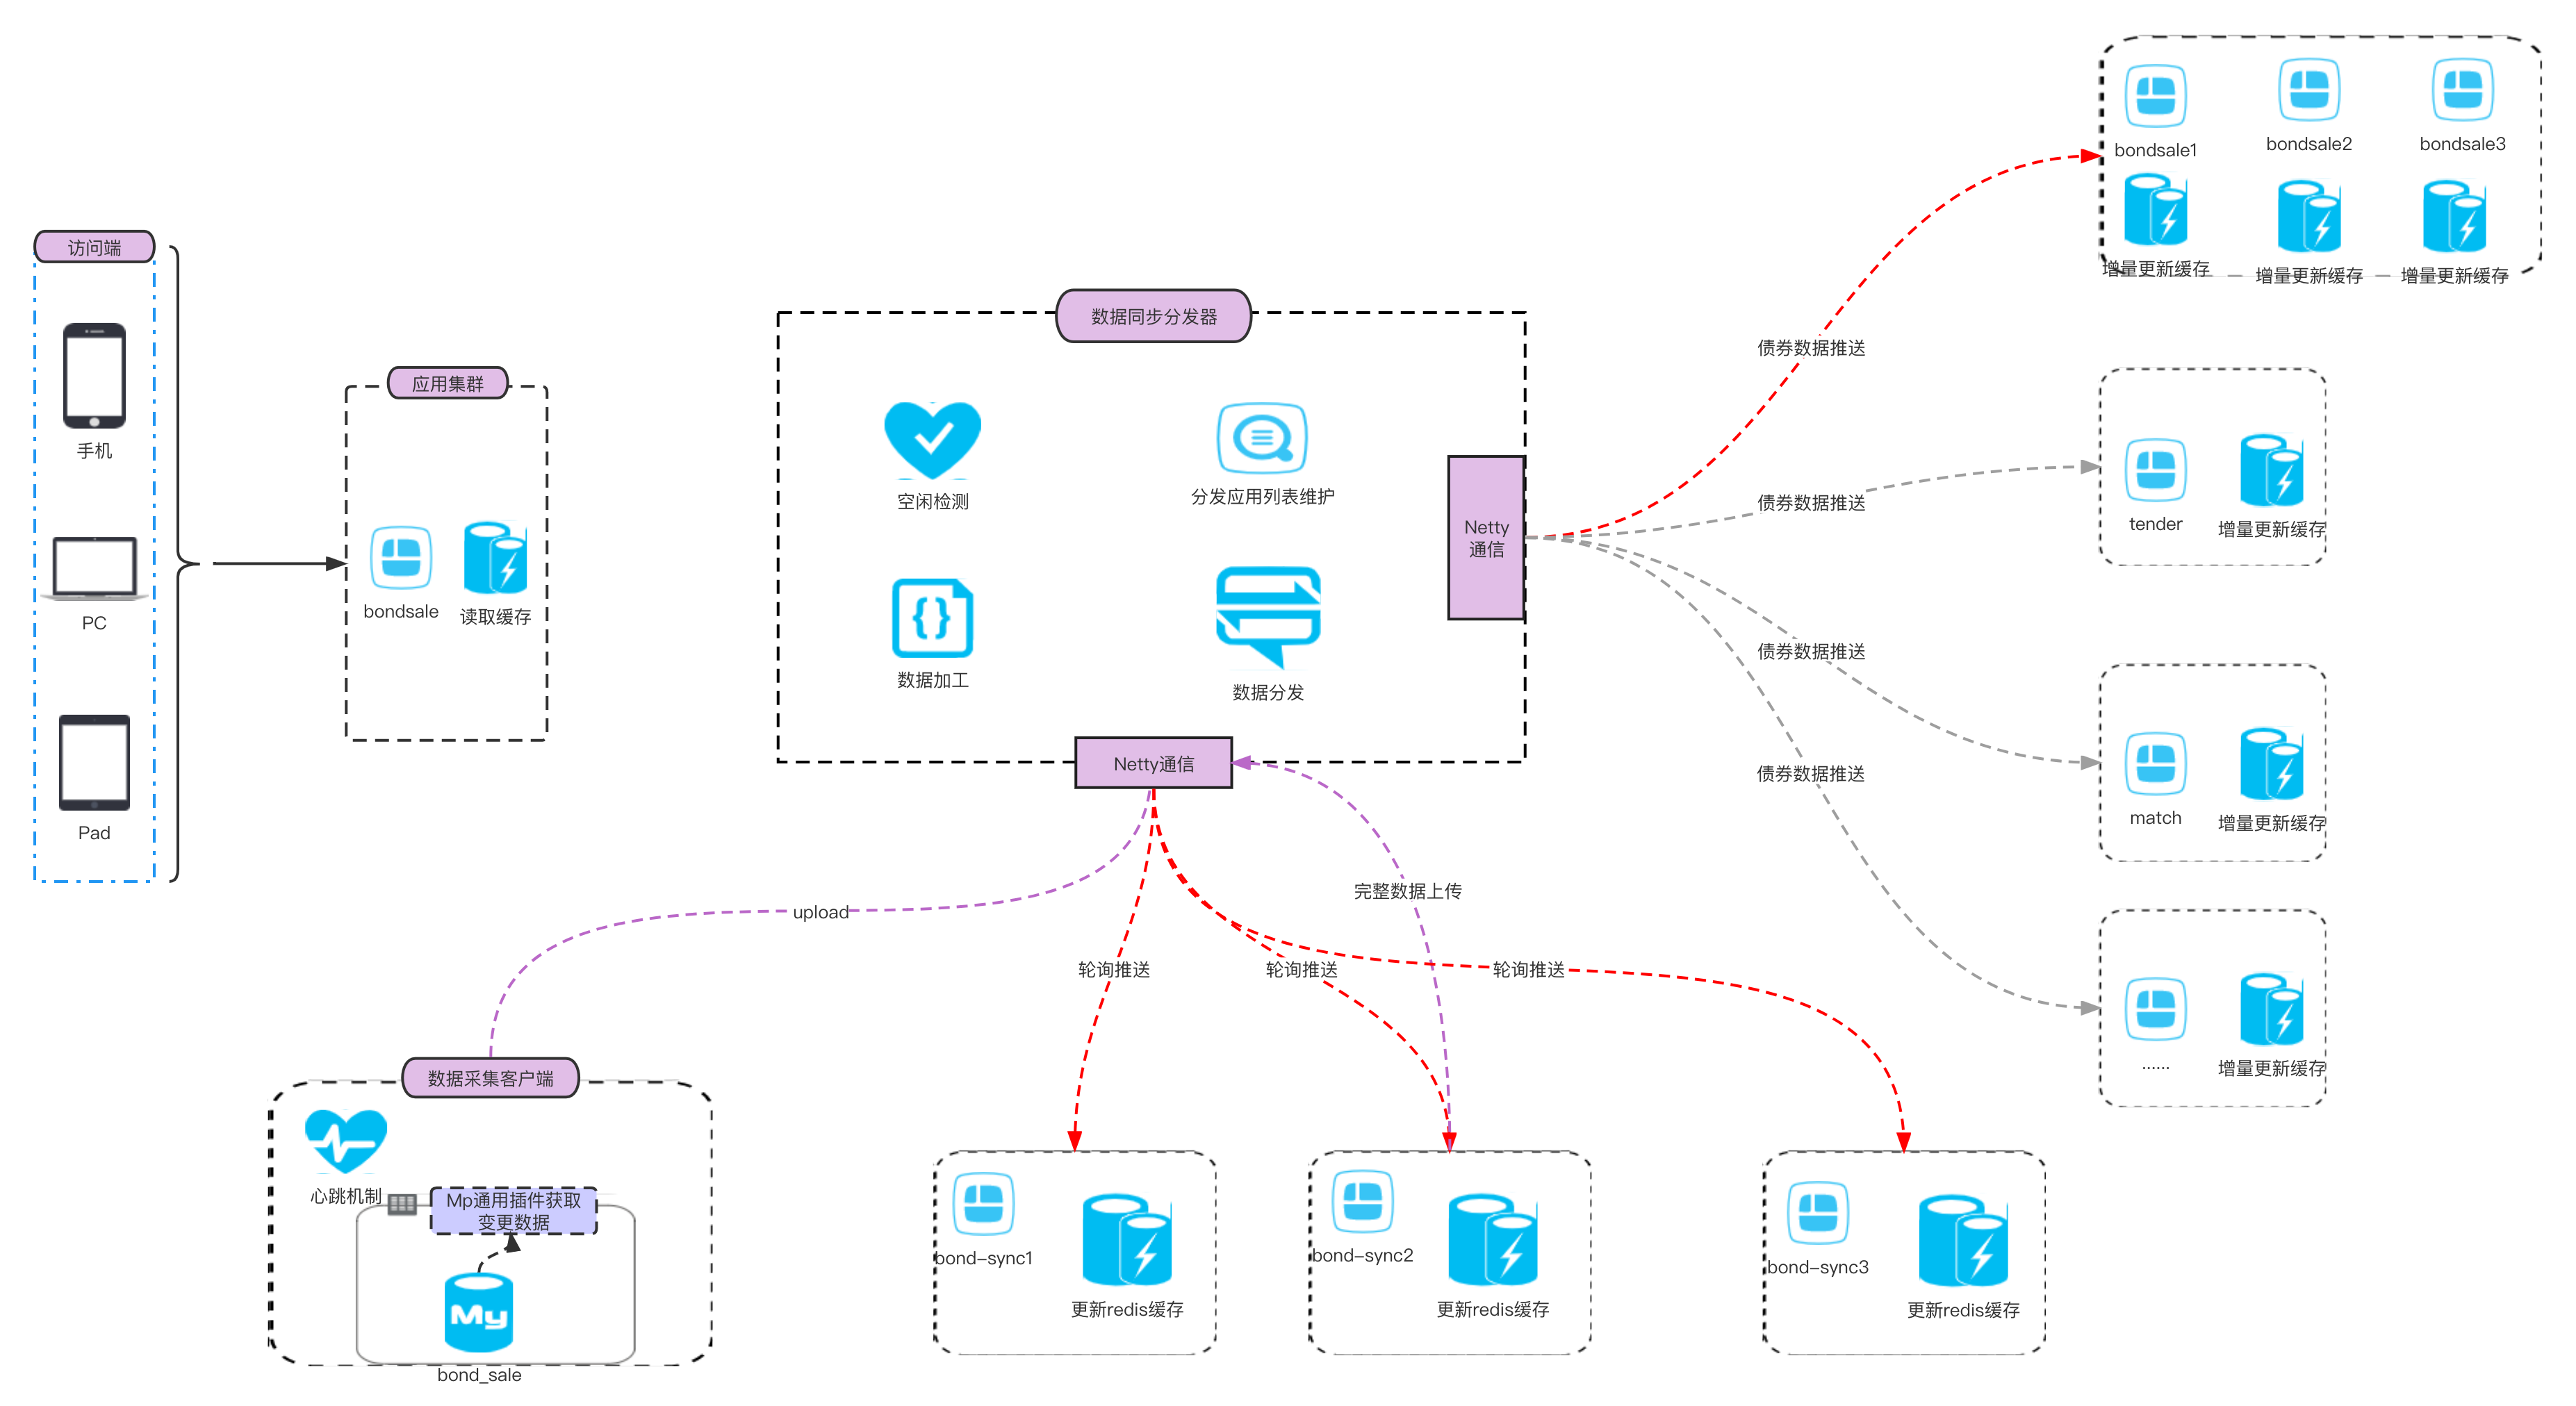 访问端
手机
PC
Pad
应用集群
bondsale
读取缓存
数据同步分发器
空闲检测
分发应用列表维护
数据加工
数据分发
Netty
通信
Netty通信
债券数据推送
债券数据推送
债券数据推送
债券数据推送
bondsale1
bondsale2
bondsale3
增量更新缓存
增量更新缓存
增量更新缓存
tender
增量更新缓存
match
增量更新缓存
......
增量更新缓存
upload
完整数据上传
轮询推送
轮询推送
轮询推送
数据采集客户端
心跳机制
Mp通用插件获取
变更数据
My
bond_sale
bond-sync1
更新redis缓存
bond-sync2
更新redis缓存
bond-sync3
更新redis缓存